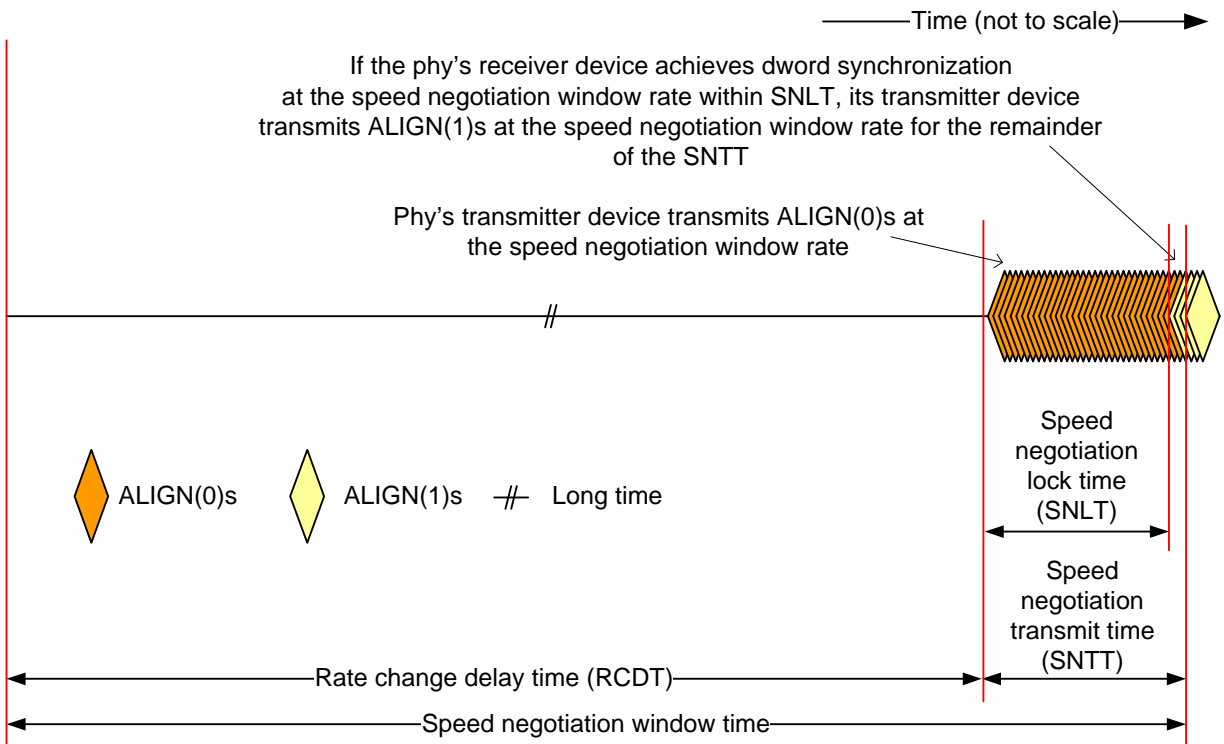 Time (not to scale)
If the phy's receiver device achieves dword synchronization
at the speed negotiation window rate within SNLT, its transmitter device
transmits ALIGN(1)s at the speed negotiation window rate for the remainder
of the SNTT
Phy's transmitter device transmits ALIGN(0)s at
the speed negotiation window rate
ALIGN(0)s
ALIGN(1)s
Long time
Speed
negotiation
lock time
(SNLT)
Speed
negotiation
transmit time
(SNTT)
Rate change delay time (RCDT)
Speed negotiation window time